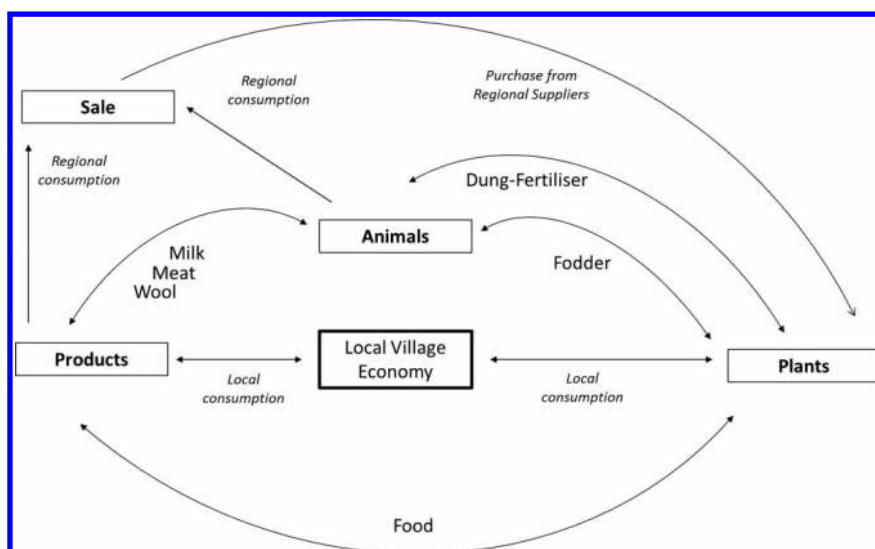 Regional
consumption
Purchase from
Regional Suppliers
Sale
Regional
consumption
Dung-Fertiliser
Animals
Fodder
Milk
Meat
Wool
Products
Local Village
Economy
Plants
Local
consumption
Local
consumption
Food